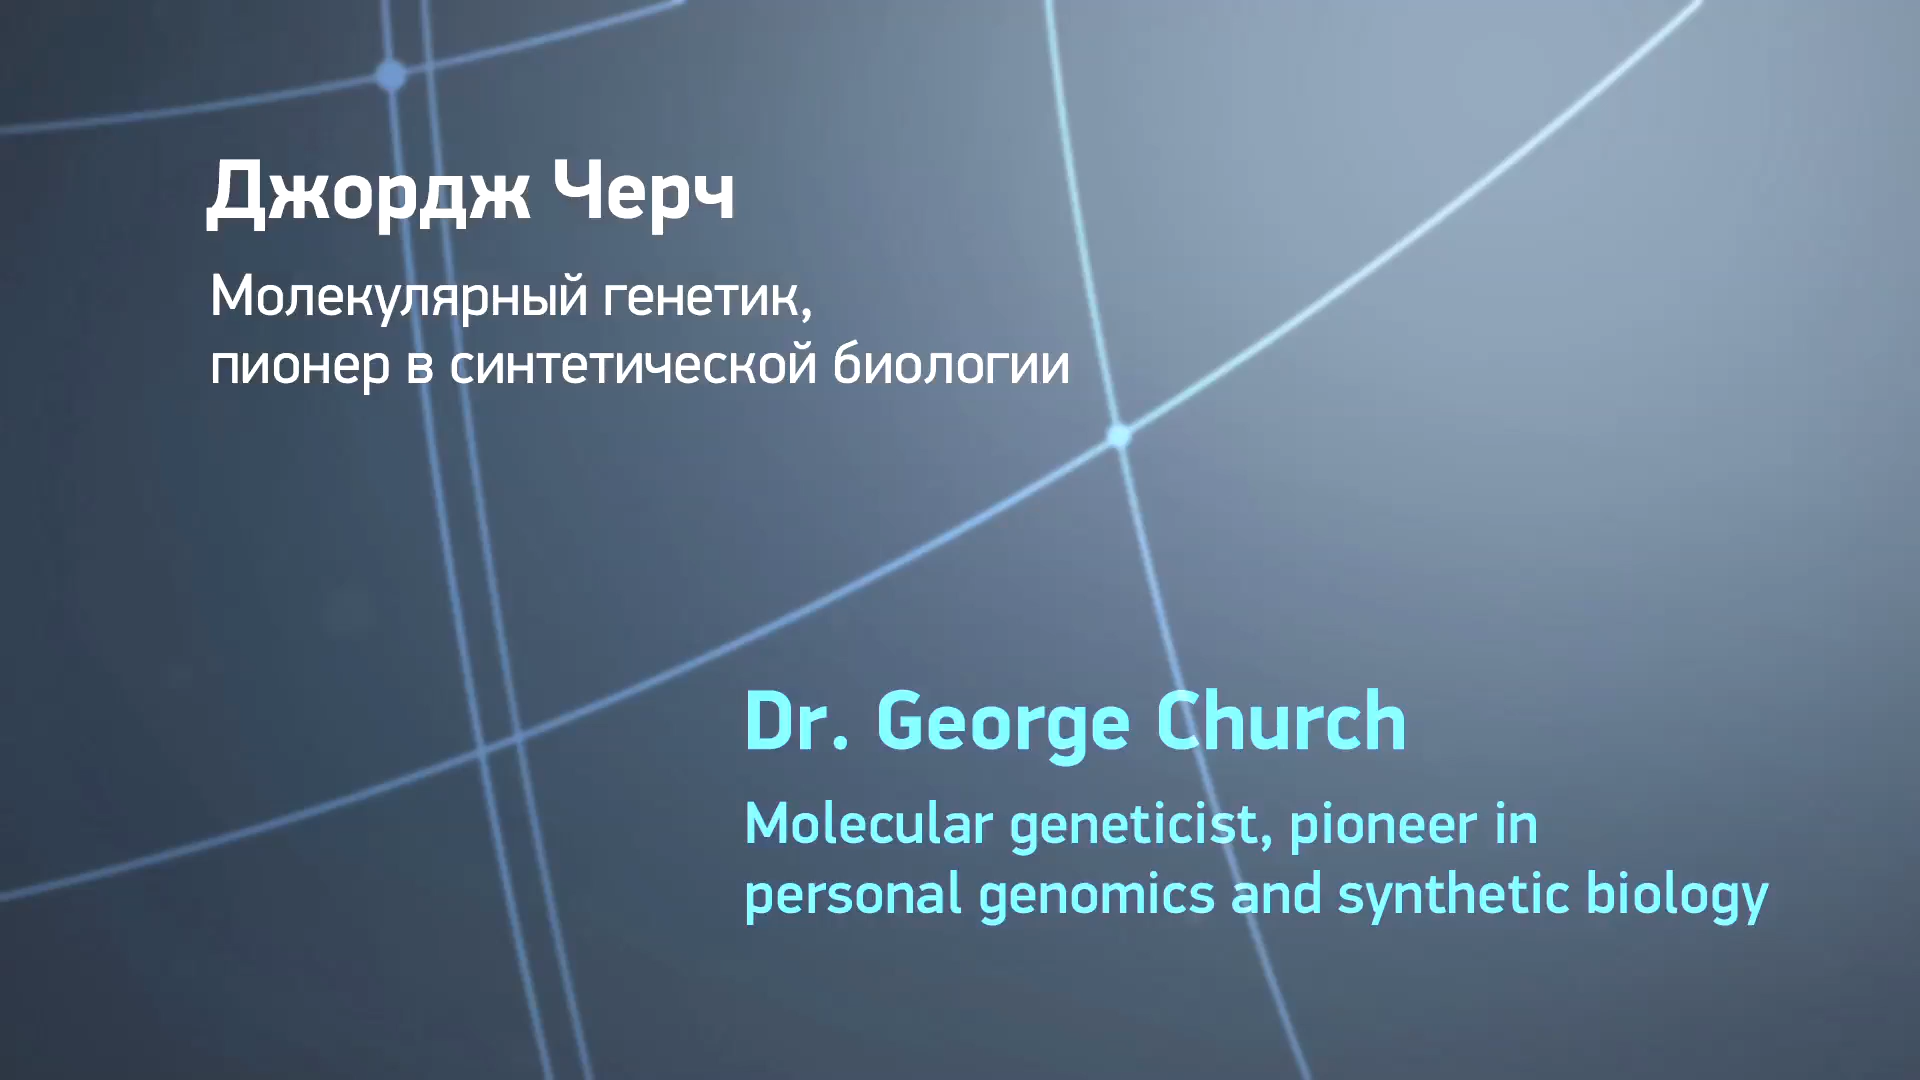 Джордж Черч
Молекулярный генетик,
пионер в синтетической биологии
Dr. George Church
Molecular geneticist, pioneer in
personal genomics and synthetic biology